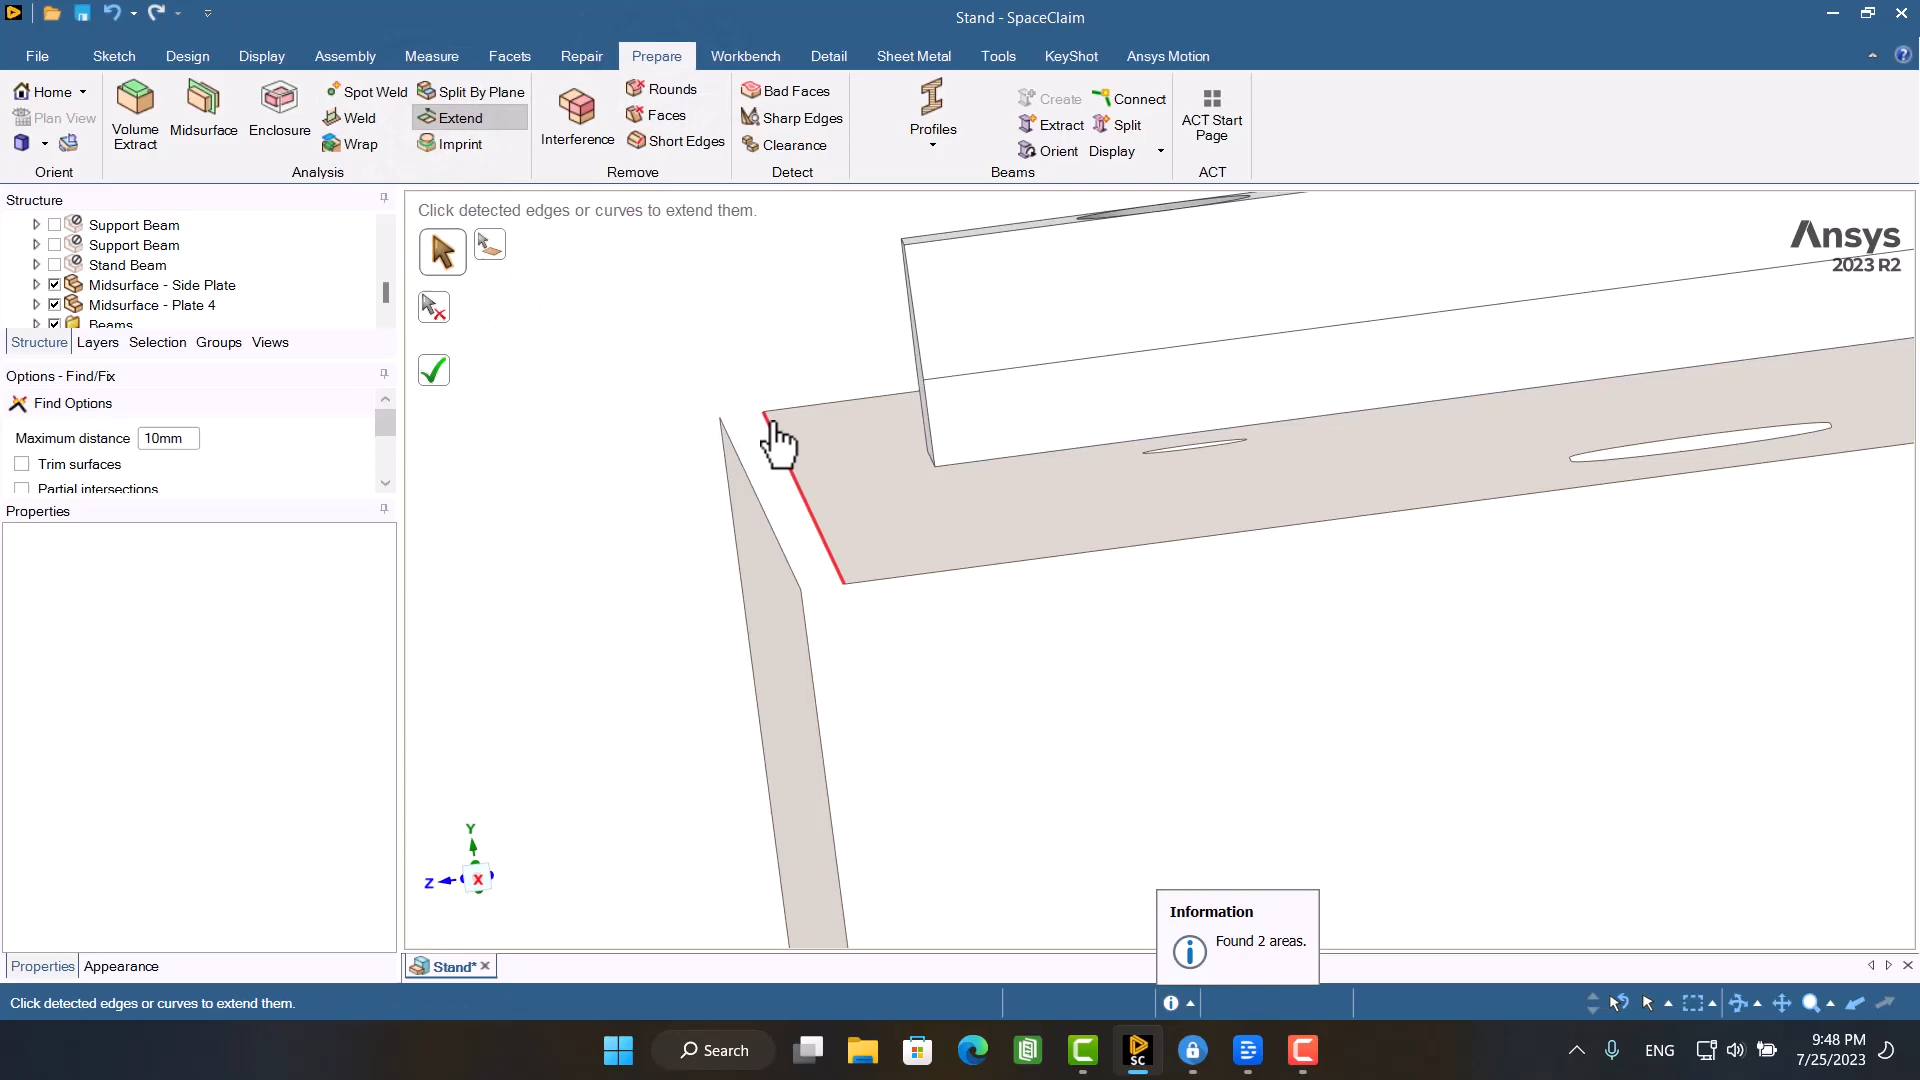 Stand - SpaceClaim
File Sketch Design Display Assembly Measure Facets Repair Prepare Workbench Detail Sheet Metal Tools KeyShot Ansys Motion
Home
Plan View
Orient
Volume Extract
Midsurface
Enclosure
Spot Weld
Weld
Wrap
Split By Plane
Extend
Imprint
Analysis
Interference
Rounds
Faces
Short Edges
Remove
Bad Faces
Sharp Edges
Clearance
Detect
Profiles
Create
Extract
Orient
Connect
Split
Display
Beams
ACT Start Page
ACT
Structure
Support Beam
Support Beam
Stand Beam
Midsurface - Side Plate
Midsurface - Plate 4
Beams
Structure Layers Selection Groups Views
Options - Find/Fix
Find Options
Maximum distance 10mm
Trim surfaces
Partial intersections
Properties
Properties Appearance
Click detected edges or curves to extend them.
Ansys
2023 R2
Y
Z
X
Information
Found 2 areas.
Stand*
Click detected edges or curves to extend them.
Search
SC
ENG
9:48 PM
7/25/2023